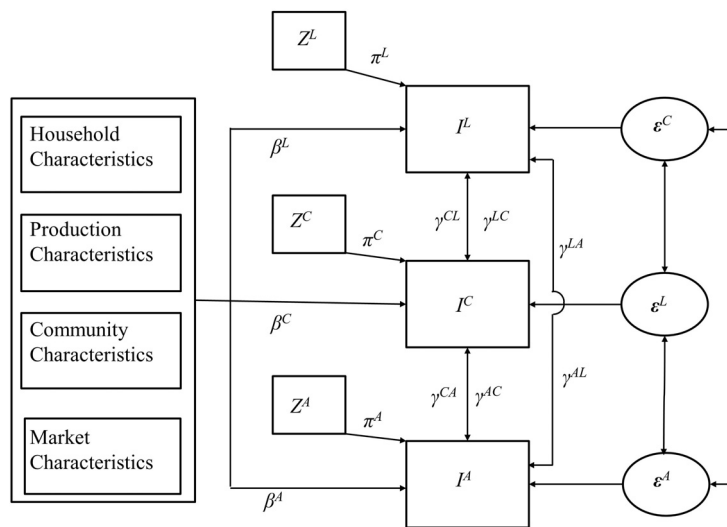 Z^L
π^L
Household
Characteristics
β^L
I^L
ε^C
Production
Characteristics
Z^C
π^C
γ^CL
γ^LC
γ^LA
β^C
I^C
ε^L
Community
Characteristics
Z^A
π^A
γ^CA
γ^AC
γ^AL
Market
Characteristics
β^A
I^A
ε^A